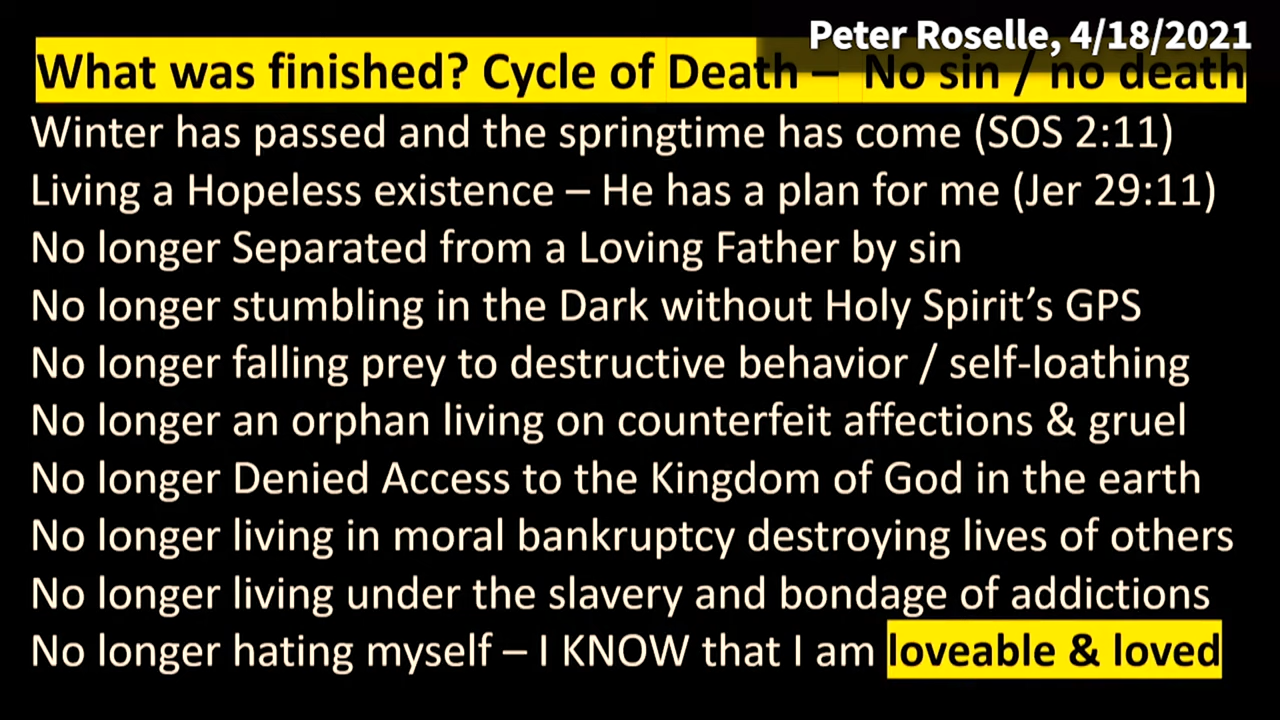 Peter Roselle, 4/18/2021
What was finished? Cycle of Death – No sin / no death
Winter has passed and the springtime has come (SOS 2:11)
Living a Hopeless existence – He has a plan for me (Jer 29:11)
No longer Separated from a Loving Father by sin
No longer stumbling in the Dark without Holy Spirit’s GPS
No longer falling prey to destructive behavior / self-loathing
No longer an orphan living on counterfeit affections & gruel
No longer Denied Access to the Kingdom of God in the earth
No longer living in moral bankruptcy destroying lives of others
No longer living under the slavery and bondage of addictions
No longer hating myself – I KNOW that I am loveable & loved